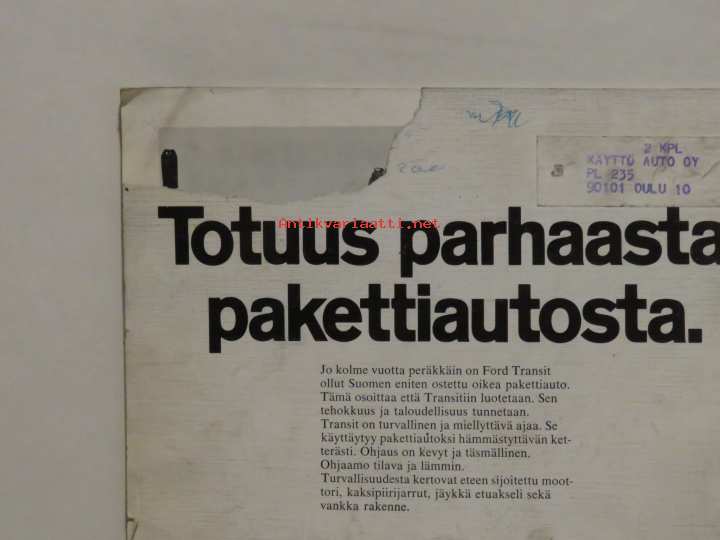 2 KPL
KÄYTTÖ AUTO OY
PL 235
90101 OULU 10
Antikvariaatti.net
Totuus parhaasta
pakettiautosta.
Jo kolme vuotta peräkkäin on Ford Transit
ollut Suomen eniten ostettu oikea pakettiauto.
Tämä osoittaa että Transitiin luotetaan. Sen
tehokkuus ja taloudellisuus tunnetaan.
Transit on turvallinen ja miellyttävä ajaa. Se
käyttäytyy pakettiautoksi hämmästyttävän ket-
terästi. Ohjaus on kevyt ja täsmällinen.
Ohjaamo tilava ja lämmin.
Turvallisuudesta kertovat eteen sijoitettu moot-
tori, kaksipiirijarrut, jäykkä etuakseli sekä
vankka rakenne.